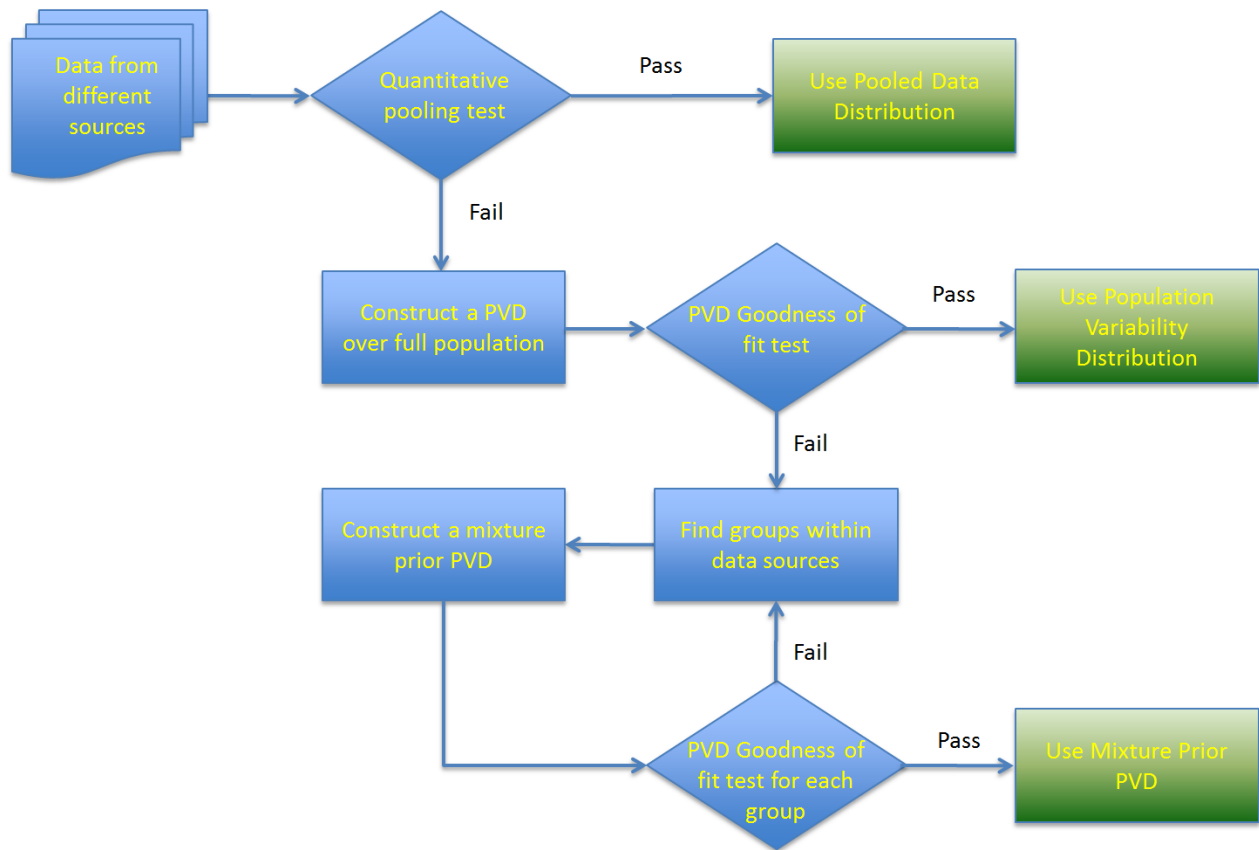 Data from
different
sources
Quantitative
pooling test
Pass
Use Pooled Data
Distribution
Fail
Construct a PVD
over full population
PVD Goodness of
fit test
Pass
Use Population
Variability
Distribution
Fail
Find groups within
data sources
Construct a mixture
prior PVD
Fail
PVD Goodness of
fit test for each
group
Pass
Use Mixture Prior
PVD